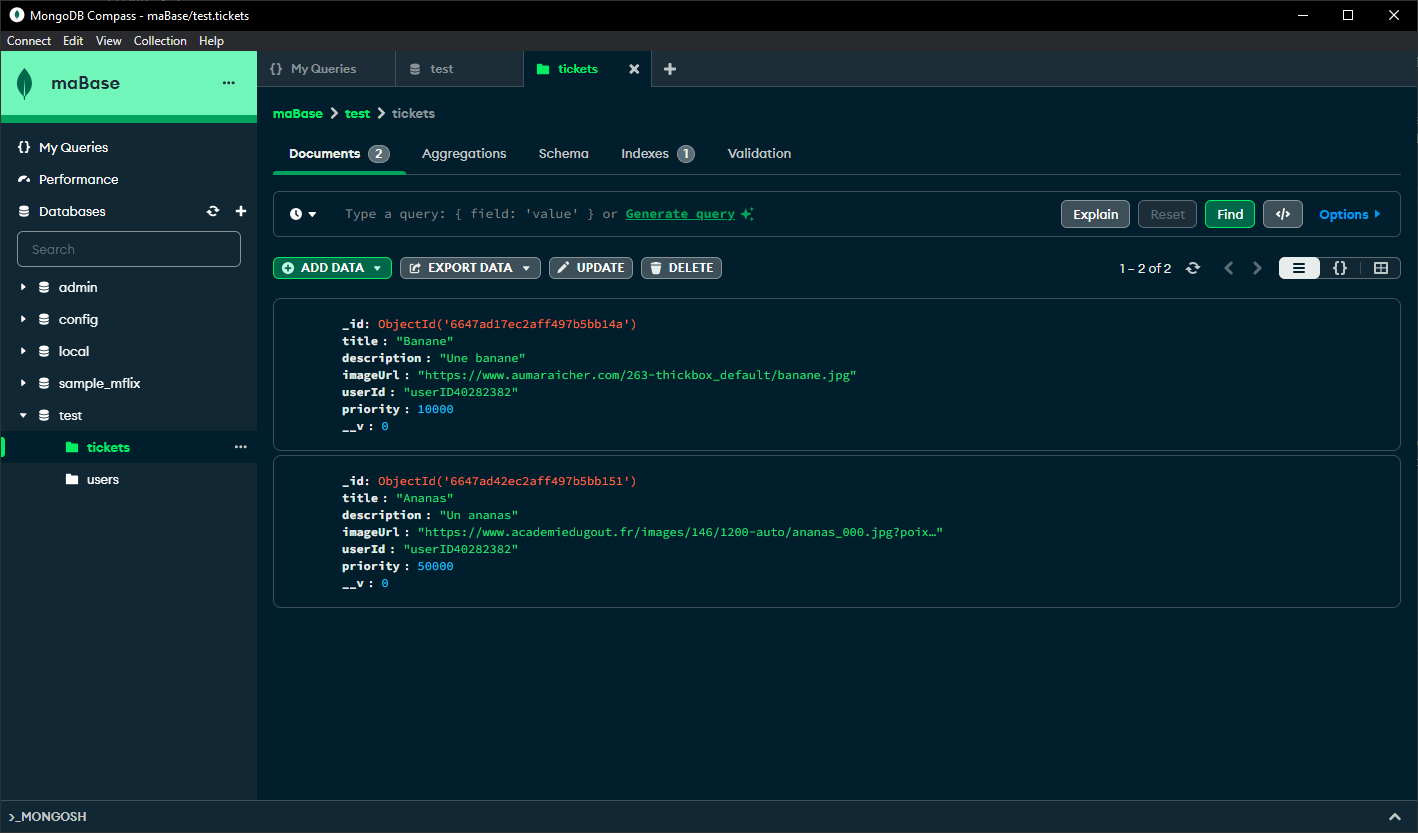 MongoDB Compass - maBase/test.tickets
Connect Edit View Collection Help
maBase
My Queries
Performance
Databases
Search
admin
config
local
sample_mflix
test
tickets
users
{} My Queries
test
tickets
maBase > test > tickets
Documents 2 Aggregations Schema Indexes 1 Validation
Type a query: { field: 'value' } or Generate query
Explain Reset Find </> Options
ADD DATA EXPORT DATA UPDATE DELETE
1 – 2 of 2 {}
_id: ObjectId('6647ad17ec2aff497b5bb14a')
title : "Banane"
description : "Une banane"
imageUrl : "https://www.aumaraicher.com/263-thickbox_default/banane.jpg"
userId : "userID40282382"
priority : 10000
__v : 0
_id: ObjectId('6647ad42ec2aff497b5bb151')
title : "Ananas"
description : "Un ananas"
imageUrl : "https://www.academiedugout.fr/images/146/1200-auto/ananas_000.jpg?poix…"
userId : "userID40282382"
priority : 50000
__v : 0
>_MONGOSH